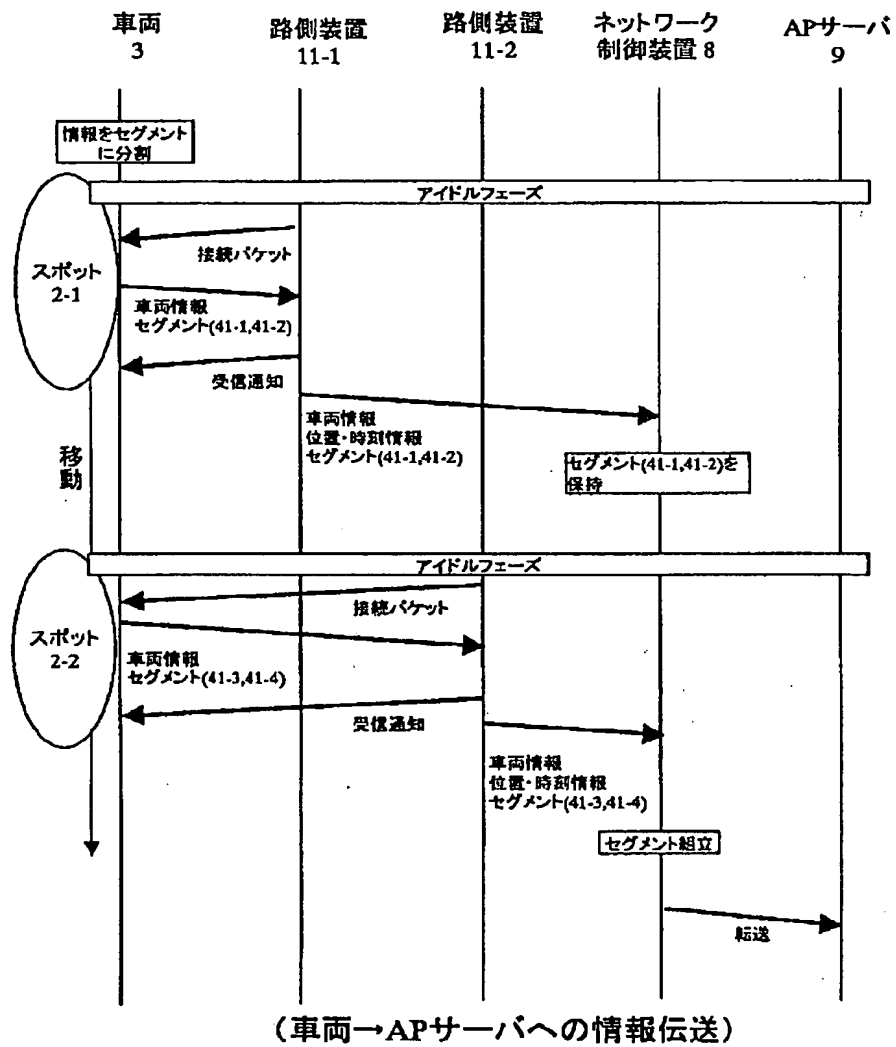 車両
3
路側装置
11-1
路側装置
11-2
ネットワーク
制御装置 8
APサーバ
9
情報をセグメント
に分割
アイドルフェーズ
スポット
2-1
接続パケット
車両情報
セグメント(41-1,41-2)
受信通知
車両情報
位置・時刻情報
セグメント(41-1,41-2)
セグメント(41-1,41-2)を
保持
移動
アイドルフェーズ
スポット
2-2
接続パケット
車両情報
セグメント(41-3,41-4)
受信通知
車両情報
位置・時刻情報
セグメント(41-3,41-4)
セグメント組立
転送
(車両→APサーバへの情報伝送)